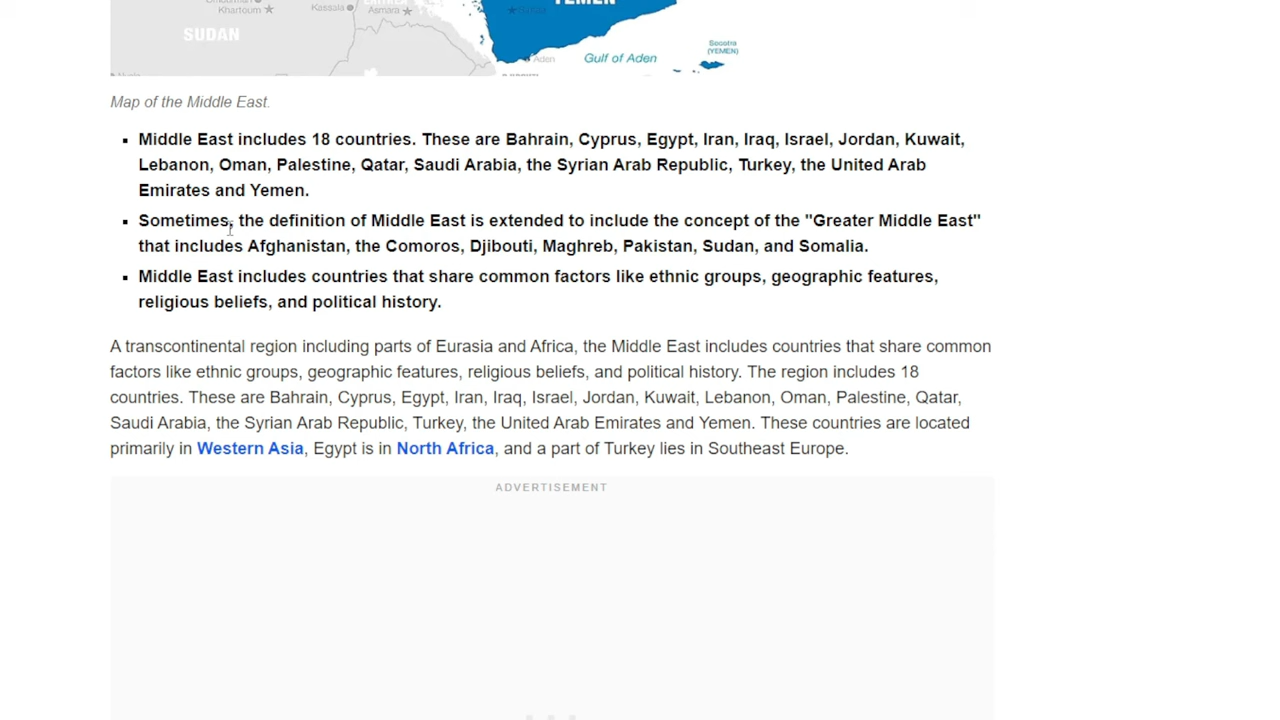 YEMEN
Khartoum
Kassala
Asmara
SUDAN
Socotra
(YEMEN)
Aden
Gulf of Aden
Map of the Middle East.
▪ Middle East includes 18 countries. These are Bahrain, Cyprus, Egypt, Iran, Iraq, Israel, Jordan, Kuwait,
Lebanon, Oman, Palestine, Qatar, Saudi Arabia, the Syrian Arab Republic, Turkey, the United Arab
Emirates and Yemen.
▪ Sometimes, the definition of Middle East is extended to include the concept of the "Greater Middle East"
that includes Afghanistan, the Comoros, Djibouti, Maghreb, Pakistan, Sudan, and Somalia.
▪ Middle East includes countries that share common factors like ethnic groups, geographic features,
religious beliefs, and political history.
A transcontinental region including parts of Eurasia and Africa, the Middle East includes countries that share common
factors like ethnic groups, geographic features, religious beliefs, and political history. The region includes 18
countries. These are Bahrain, Cyprus, Egypt, Iran, Iraq, Israel, Jordan, Kuwait, Lebanon, Oman, Palestine, Qatar,
Saudi Arabia, the Syrian Arab Republic, Turkey, the United Arab Emirates and Yemen. These countries are located
primarily in Western Asia, Egypt is in North Africa, and a part of Turkey lies in Southeast Europe.
ADVERTISEMENT